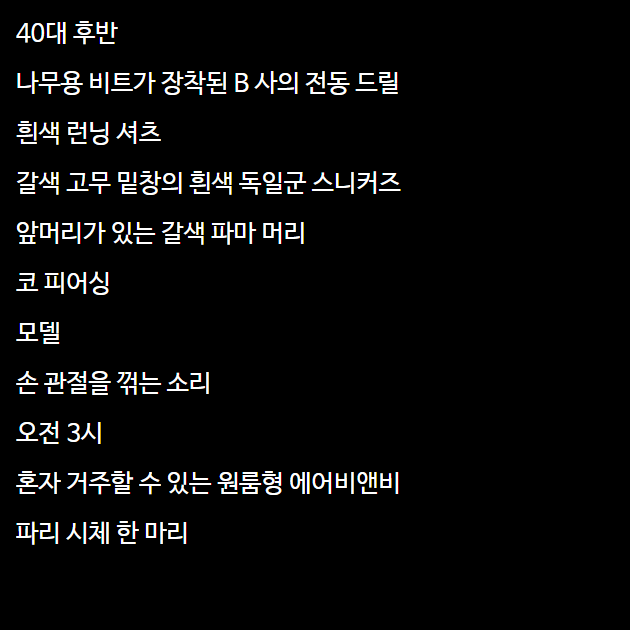 40대 후반
나무용 비트가 장착된 B 사의 전동 드릴
흰색 런닝 셔츠
갈색 고무 밑창의 흰색 독일군 스니커즈
앞머리가 있는 갈색 파마 머리
코 피어싱
모델
손 관절을 꺾는 소리
오전 3시
혼자 거주할 수 있는 원룸형 에어비앤비
파리 시체 한 마리